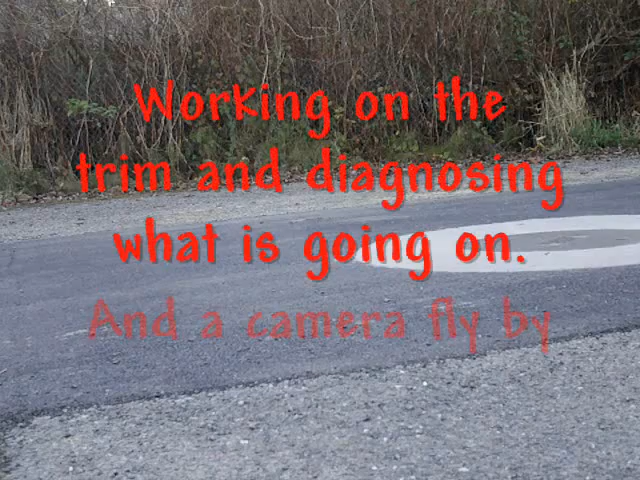 Working on the
trim and diagnosing
what is going on.
And a camera fly by